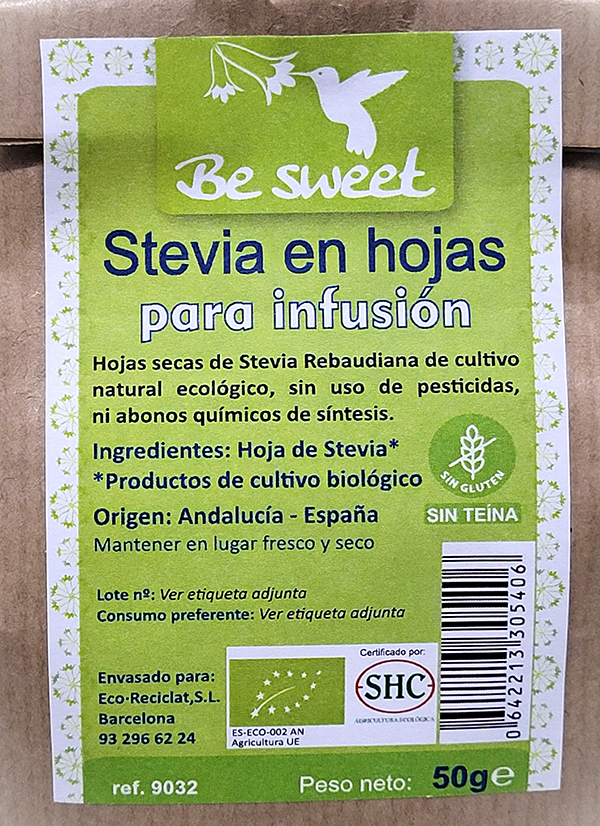 Be sweet
Stevia en hojas
para infusión
Hojas secas de Stevia Rebaudiana de cultivo
natural ecológico, sin uso de pesticidas,
ni abonos químicos de síntesis.
Ingredientes: Hoja de Stevia*
*Productos de cultivo biológico
SIN GLUTEN
Origen: Andalucía - España
SIN TEÍNA
Mantener en lugar fresco y seco
Lote nº: Ver etiqueta adjunta
Consumo preferente: Ver etiqueta adjunta
0 642213 305406
Envasado para:
Eco-Reciclat,S.L.
Barcelona
93 296 62 24
Certificado por:
SHC
AGRICULTURA ECOLÓGICA
ES-ECO-002 AN
Agricultura UE
ref. 9032
Peso neto: 50g℮